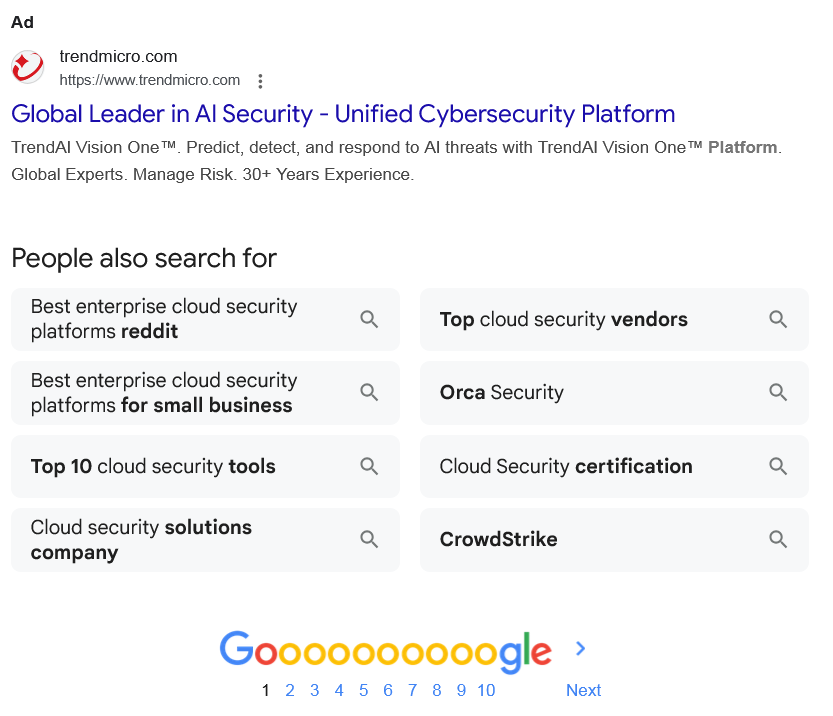 Ad
trendmicro.com
https://www.trendmicro.com
Global Leader in AI Security - Unified Cybersecurity Platform
TrendAI Vision One™. Predict, detect, and respond to AI threats with TrendAI Vision One™ Platform.
Global Experts. Manage Risk. 30+ Years Experience.
People also search for
Best enterprise cloud security
platforms reddit
Top cloud security vendors
Best enterprise cloud security
platforms for small business
Orca Security
Top 10 cloud security tools
Cloud Security certification
Cloud security solutions
company
CrowdStrike
Goooooooooogle
1 2 3 4 5 6 7 8 9 10 Next